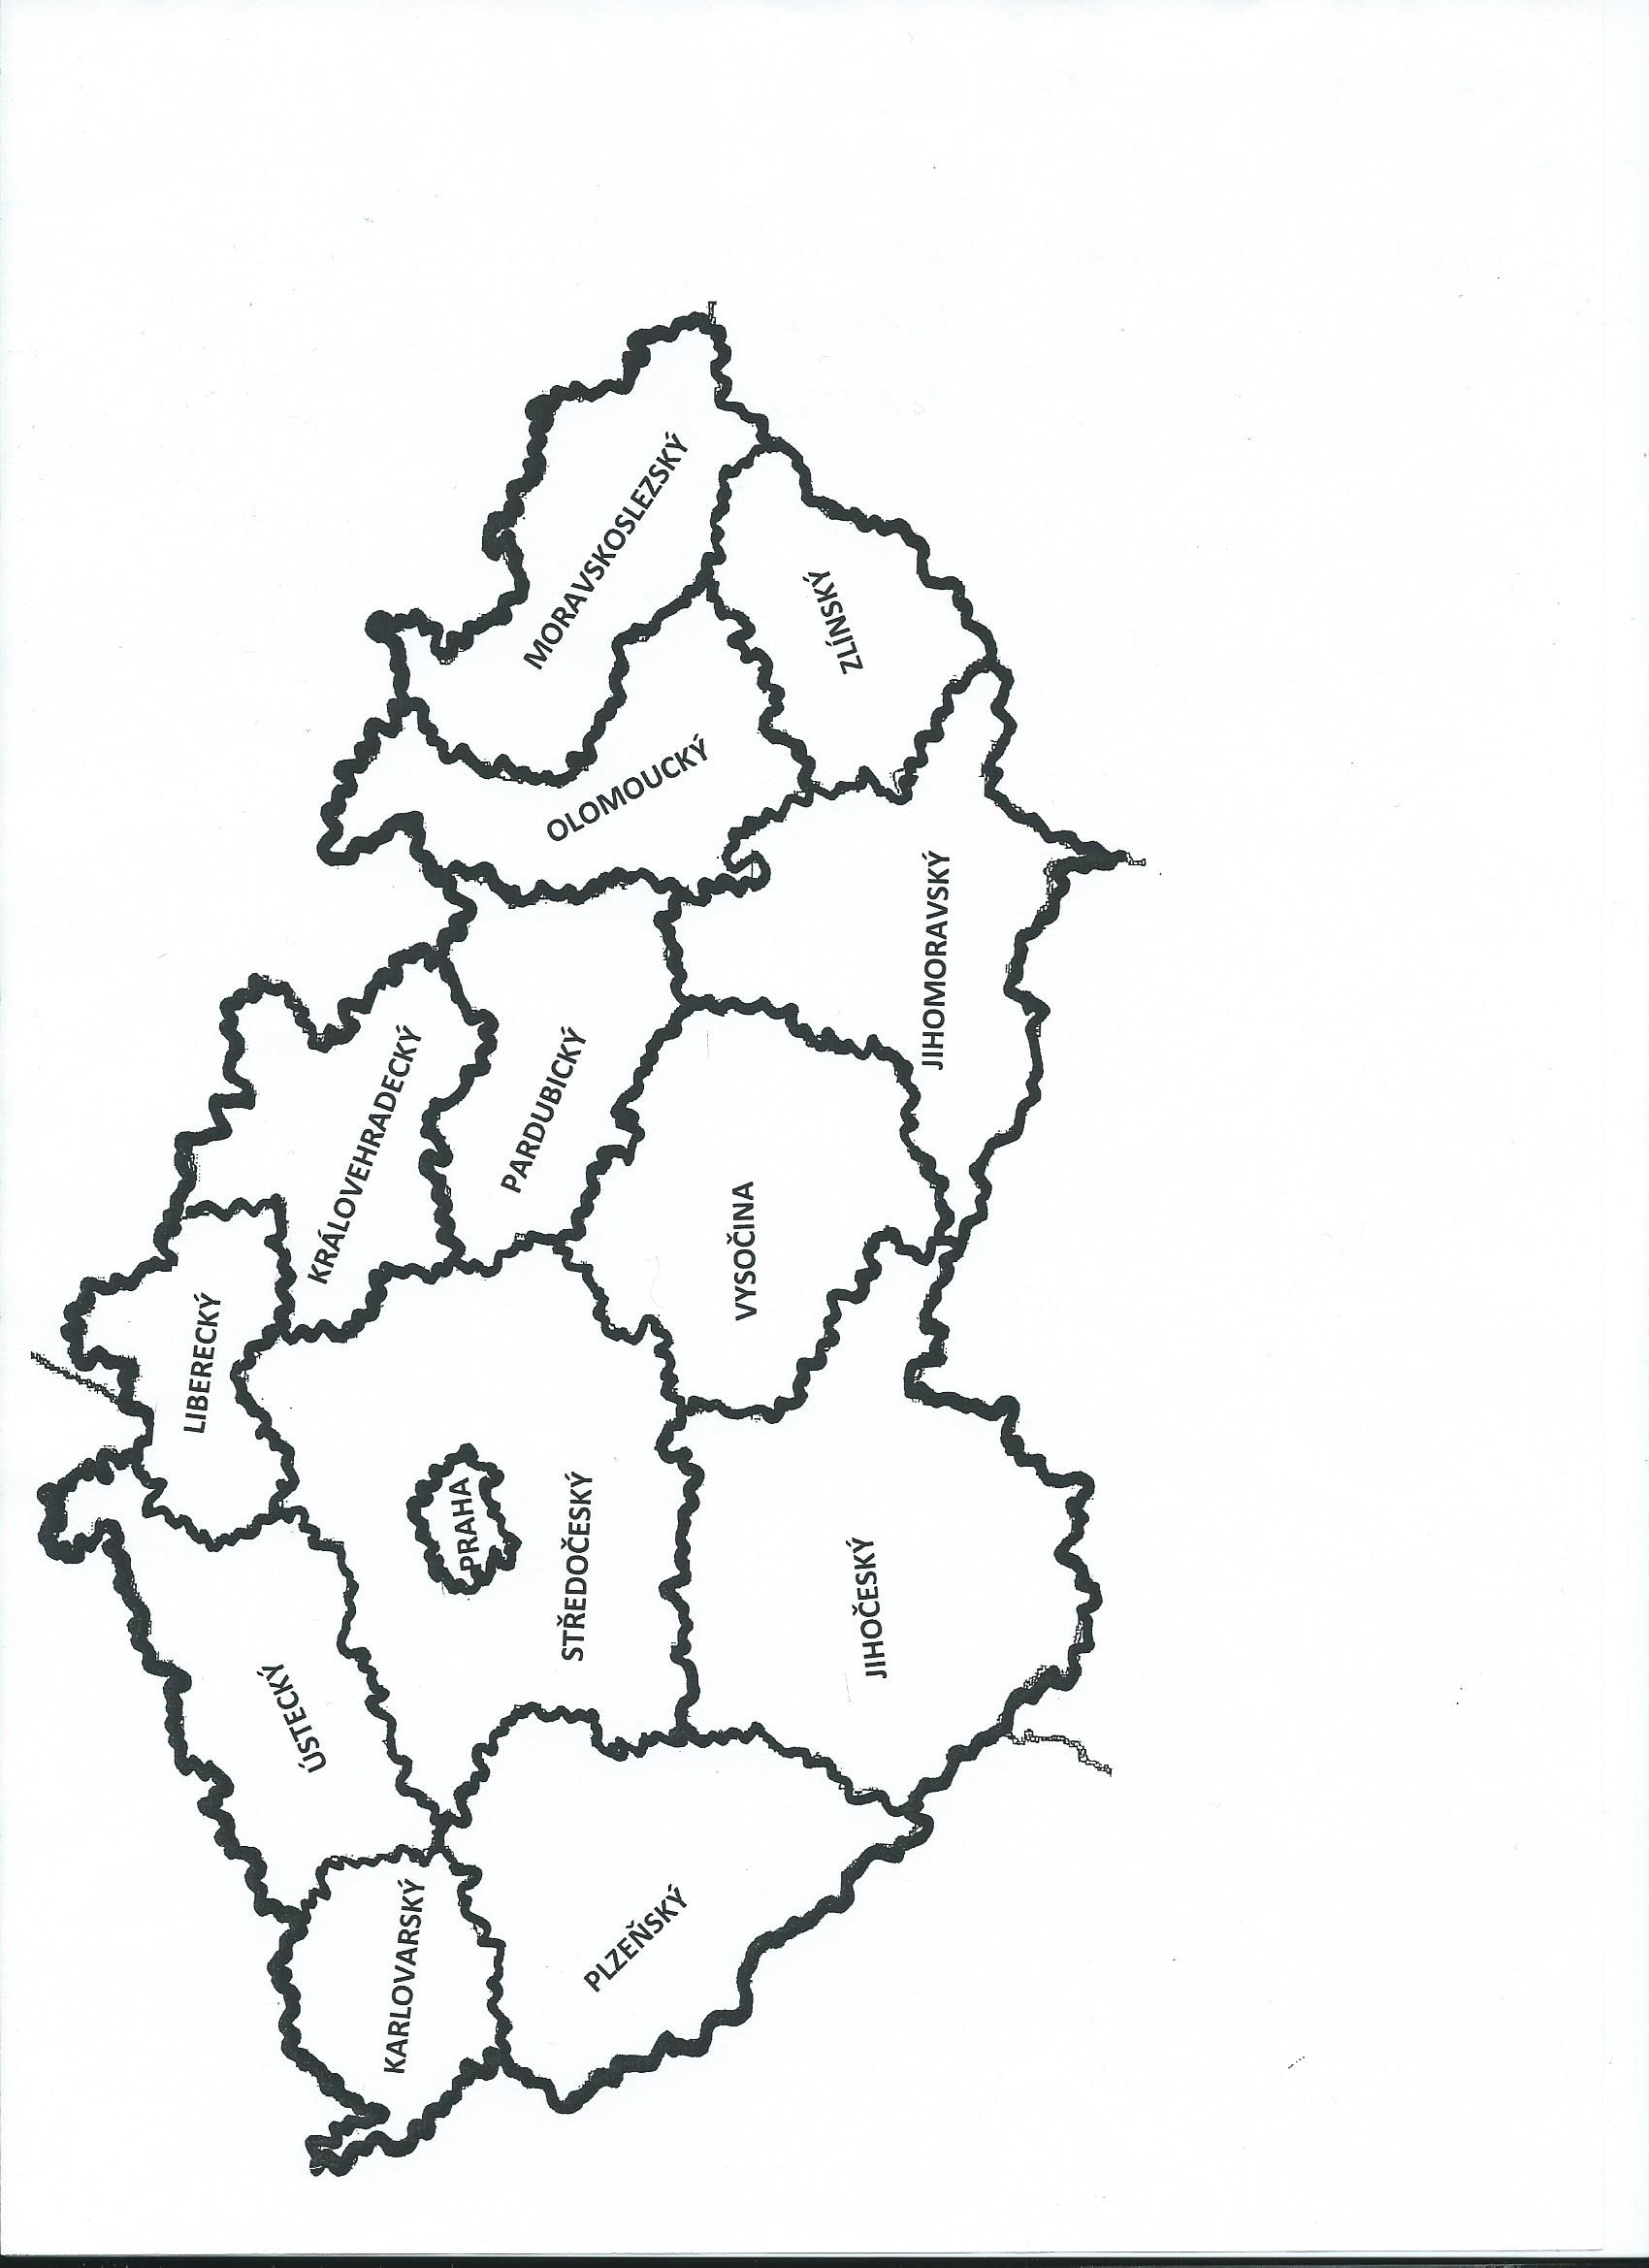 KARLOVARSKÝ
ÚSTECKÝ
LIBERECKÝ
KRÁLOVEHRADECKÝ
PLZEŇSKÝ
PRAHA
STŘEDOČESKÝ
PARDUBICKÝ
JIHOČESKÝ
VYSOČINA
JIHOMORAVSKÝ
OLOMOUCKÝ
MORAVSKOSLEZSKÝ
ZLÍNSKÝ